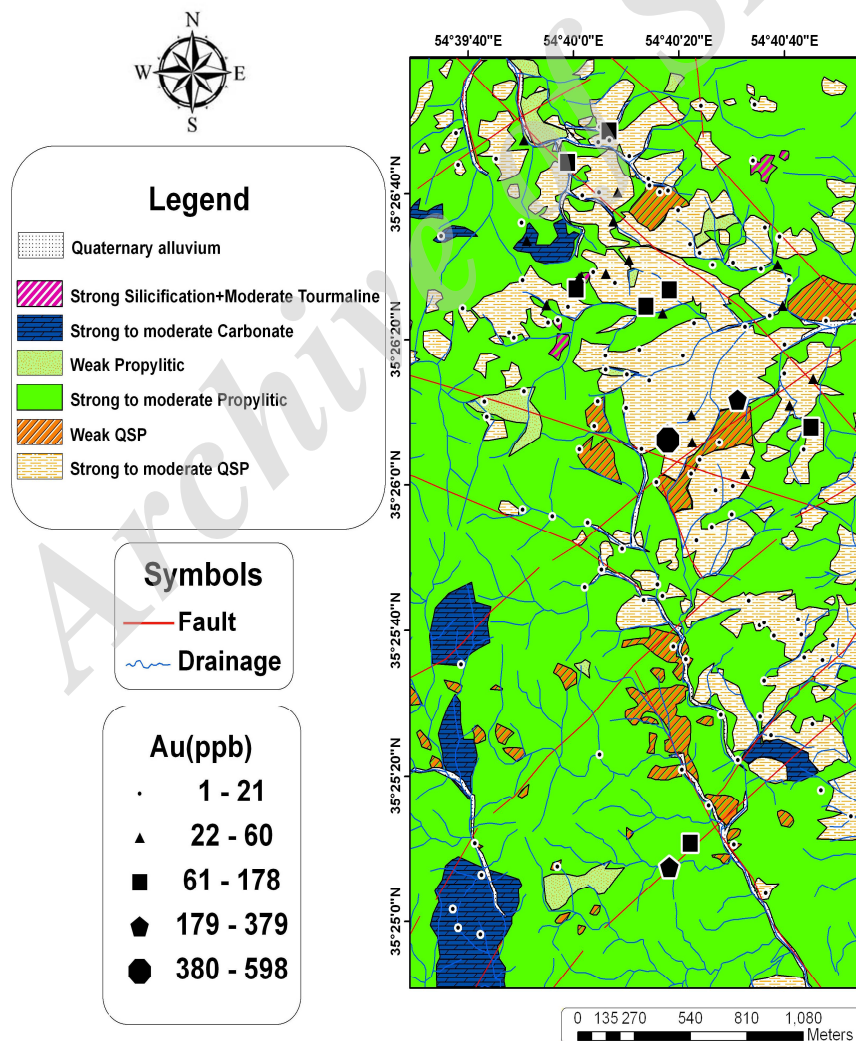 N
W E
S
54°39'40"E 54°40'0"E 54°40'20"E 54°40'40"E
35°26'40"N
35°26'20"N
35°26'0"N
35°25'40"N
35°25'20"N
35°25'0"N
Legend
Quaternary alluvium
Strong Silicification+Moderate Tourmaline
Strong to moderate Carbonate
Weak Propylitic
Strong to moderate Propylitic
Weak QSP
Strong to moderate QSP
Symbols
Fault
Drainage
Au(ppb)
1 - 21
22 - 60
61 - 178
179 - 379
380 - 598
0 135 270 540 810 1,080
Meters
Archive of S